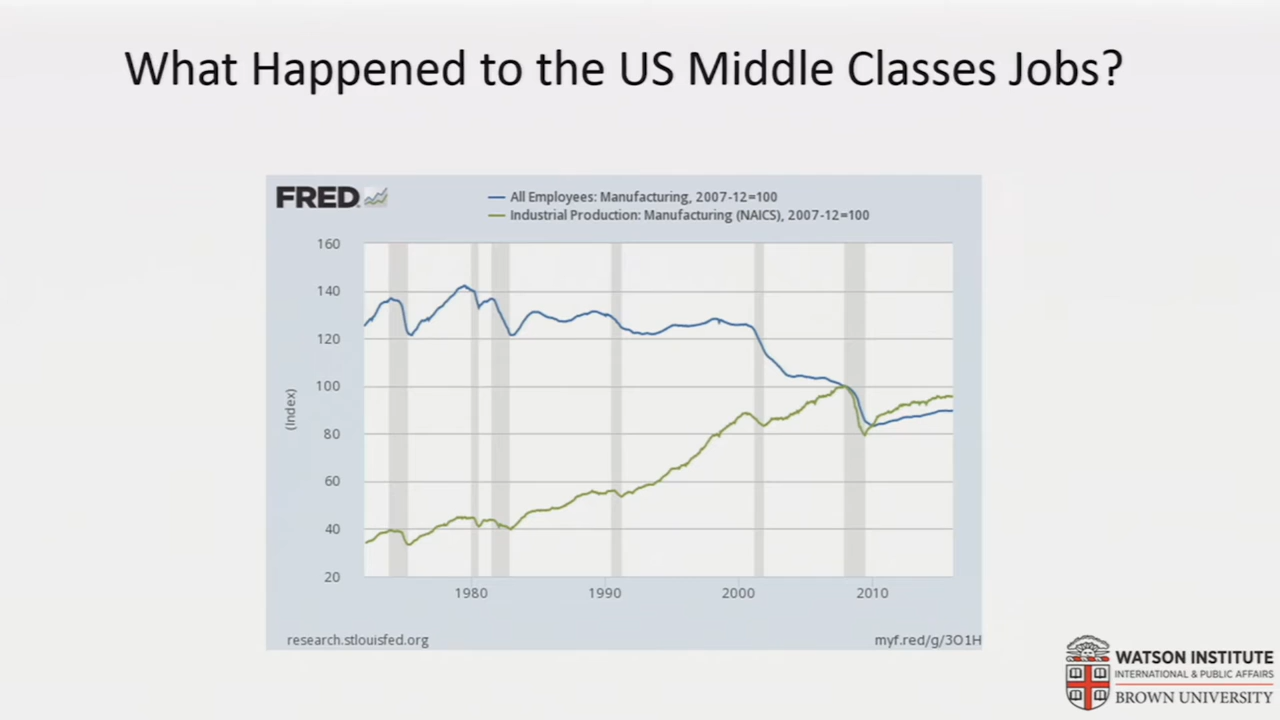 What Happened to the US Middle Classes Jobs?
FRED
All Employees: Manufacturing, 2007-12=100
Industrial Production: Manufacturing (NAICS), 2007-12=100
160
140
120
100
80
60
40
20
(Index)
1980 1990 2000 2010
research.stlouisfed.org myf.red/g/3O1H
WATSON INSTITUTE
INTERNATIONAL & PUBLIC AFFAIRS
BROWN UNIVERSITY